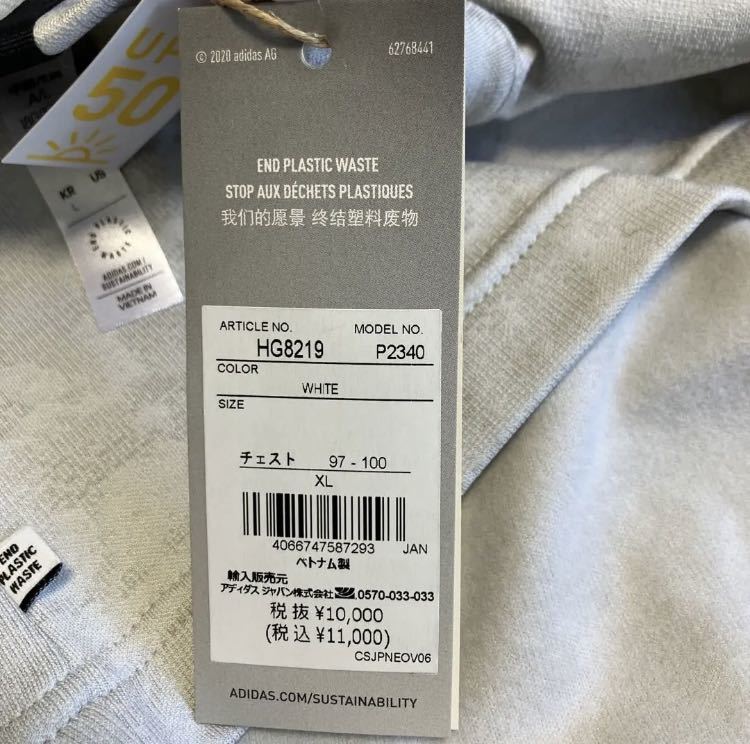 © 2020 adidas AG
62768441
UP
50
A/L
KR
US
L
END PLASTIC WASTE
ADIDAS.COM/
SUSTAINABILITY
MADE IN
VIETNAM
END PLASTIC WASTE
STOP AUX DÉCHETS PLASTIQUES
我们的愿景 终结塑料废物
ARTICLE NO. MODEL NO.
HG8219 P2340
COLOR
WHITE
SIZE
チェスト 97 - 100
XL
4066747587293 JAN
ベトナム製
輸入販売元
アディダス ジャパン株式会社 0570-033-033
税 抜 ¥10,000
(税 込 ¥11,000)
CSJPNEOV06
ADIDAS.COM/SUSTAINABILITY
END
PLASTIC
WASTE